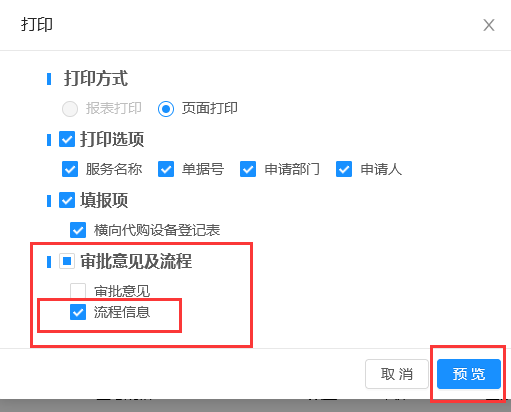 打印
打印方式
报表打印 页面打印
打印选项
服务名称 单据号 申请部门 申请人
填报项
横向代购设备登记表
审批意见及流程
审批意见
流程信息
取 消 预 览